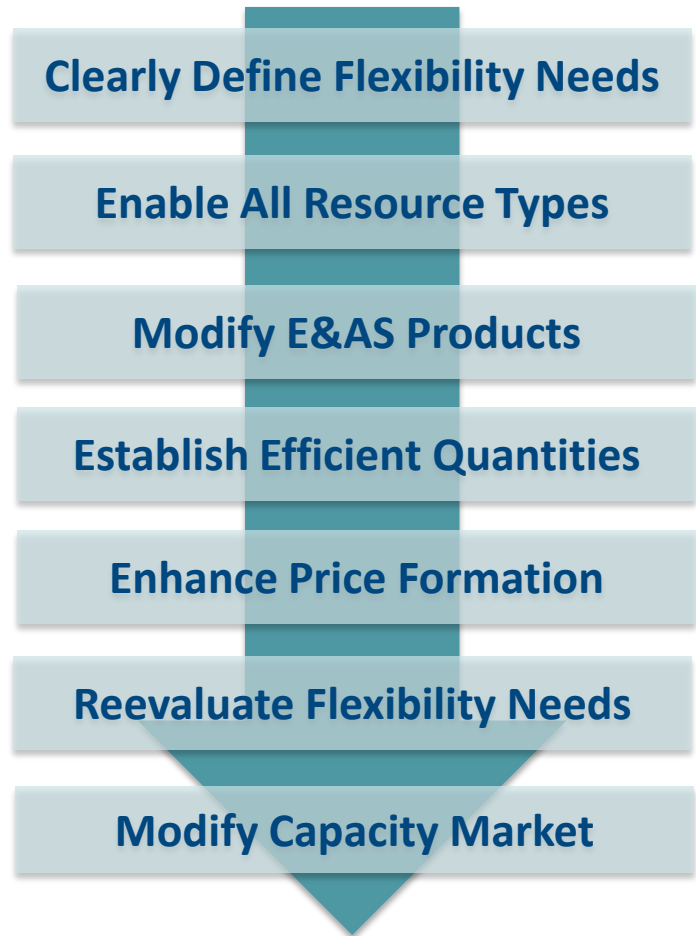 Clearly Define Flexibility Needs
Enable All Resource Types
Modify E&AS Products
Establish Efficient Quantities
Enhance Price Formation
Reevaluate Flexibility Needs
Modify Capacity Market